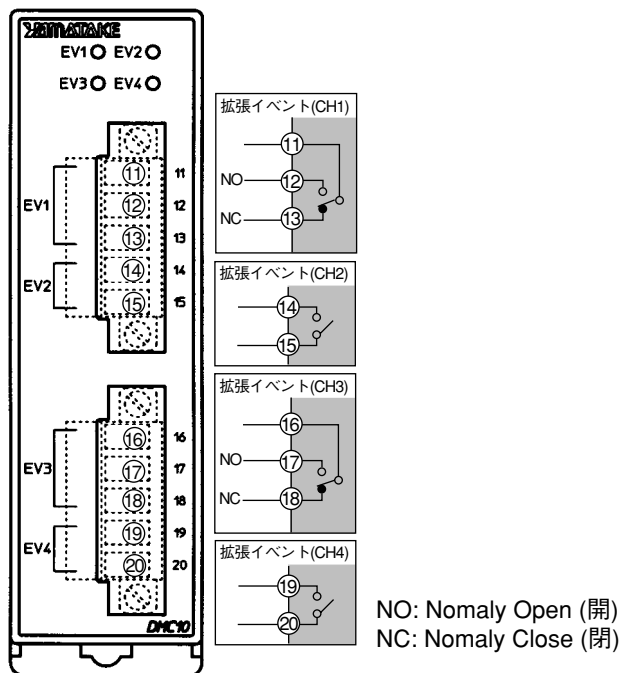 YAMATAKE
EV1 EV2
EV3 EV4
EV1
11 11
12 12
13 13
EV2
14 14
15 15
EV3
16 16
17 17
18 18
EV4
19 19
20 20
DMC10
拡張イベント(CH1)
11
NO 12
NC 13
拡張イベント(CH2)
14
15
拡張イベント(CH3)
16
NO 17
NC 18
拡張イベント(CH4)
19
20
NO: Nomaly Open (開)
NC: Nomaly Close (閉)